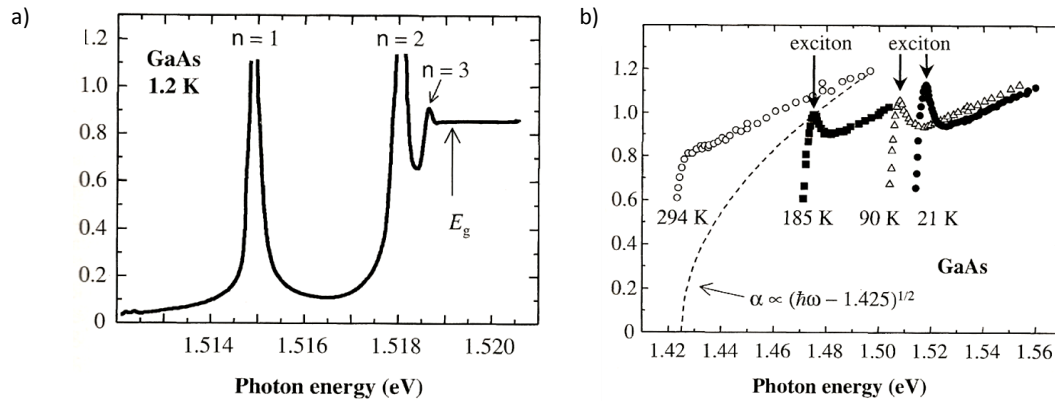 a)
GaAs
1.2 K
n = 1
n = 2
n = 3
E_g
1.2
1.0
0.8
0.6
0.4
0.2
0
1.514
1.516
1.518
1.520
Photon energy (eV)
b)
exciton exciton
1.2
1.0
0.8
0.6
0.4
0.2
0
294 K
185 K
90 K
21 K
GaAs
α ∝ (ħω − 1.425)^{1/2}
1.42 1.44 1.46 1.48 1.50 1.52 1.54 1.56
Photon energy (eV)